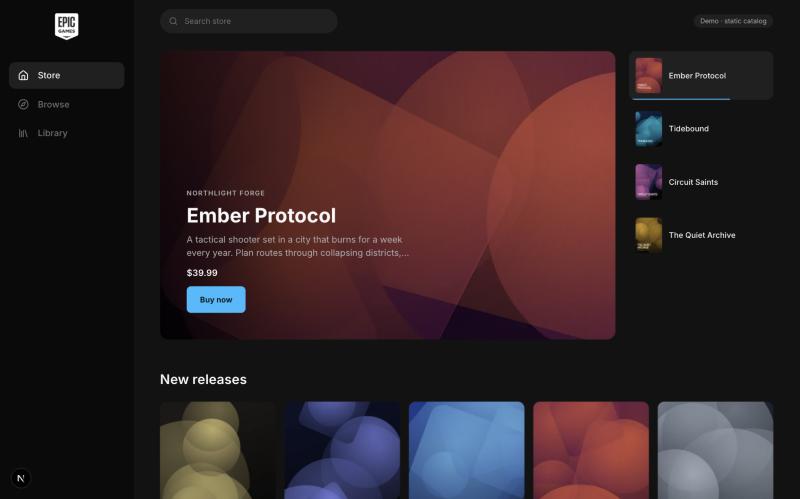 EPIC
GAMES
Store
Browse
Library
Search store
Demo · static catalog
NORTHLIGHT FORGE
Ember Protocol
A tactical shooter set in a city that burns for a week
every year. Plan routes through collapsing districts,...
$39.99
Buy now
Ember Protocol
Tidebound
Circuit Saints
The Quiet Archive
New releases
N